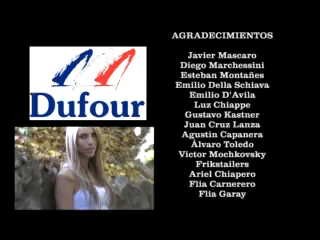 AGRADECIMIENTOS
Javier Mascaro
Diego Marchessini
Esteban Montañes
Emilio Della Schiava
Emilio D'Avila
Luz Chiappe
Gustavo Kastner
Juan Cruz Lanza
Agustin Capanera
Álvaro Toledo
Victor Mochkovsky
Frikstailers
Ariel Chiapero
Flia Carnerero
Flia Garay
Dufour